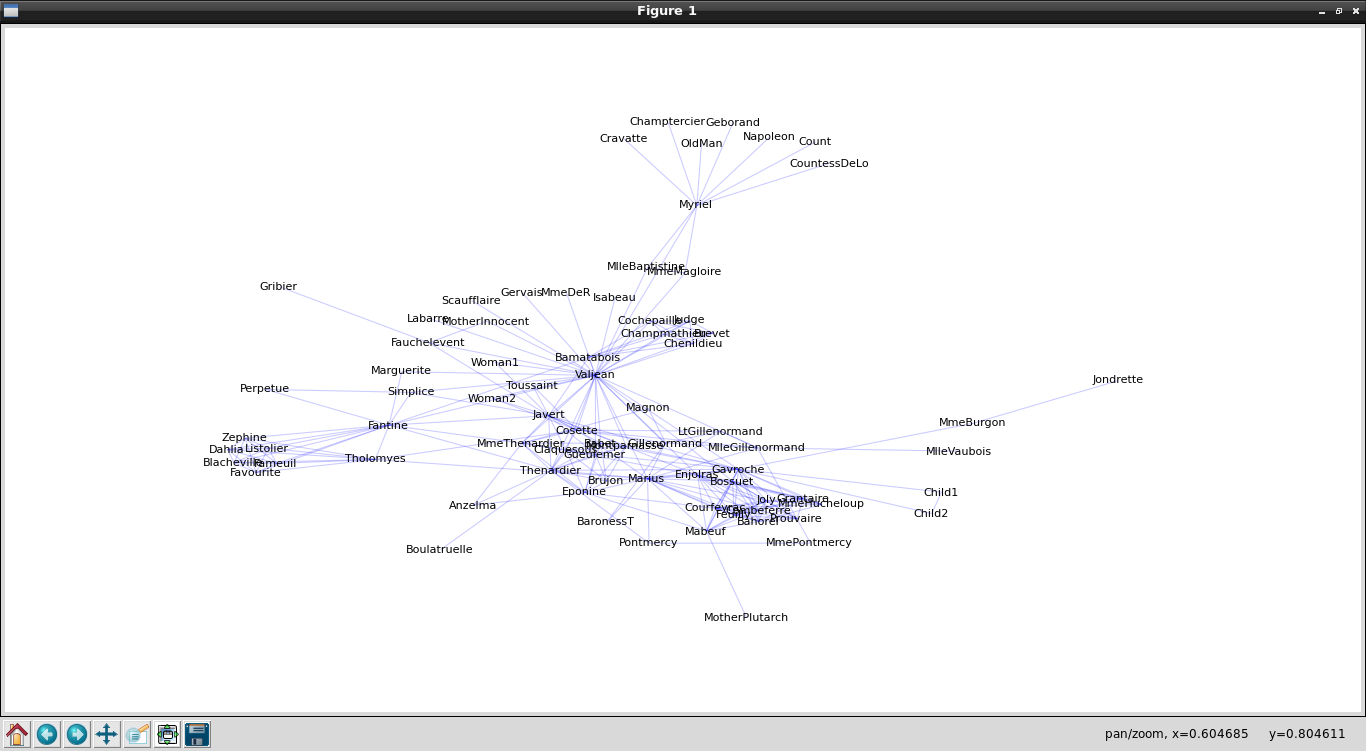 Figure 1
Champtercier
Geborand
Cravatte
OldMan
Napoleon
Count
CountessDeLo
Myriel
MlleBaptistine
MmeMagloire
Gribier
Scaufflaire
Gervais
MmeDeR
Isabeau
Labarre
MotherInnocent
Cochepaille
Judge
Champmathieu
Brevet
Fauchelevent
Chenildieu
Bamatabois
Woman1
Marguerite
Valjean
Jondrette
Perpetue
Simplice
Toussaint
Woman2
Magnon
Javert
MmeBurgon
Fantine
Cosette
LtGillenormand
Zephine
Dahlia
Listolier
MmeThenardier
Claquesous
Babet
Montparnasse
Gillenormand
MlleGillenormand
MlleVaubois
Gueulemer
Blacheville
Fameuil
Favourite
Tholomyes
Thenardier
Brujon
Marius
Enjolras
Gavroche
Bossuet
Eponine
Child1
Joly
Grantaire
MmeHucheloup
Anzelma
Courfeyrac
Combeferre
Feuilly
Child2
BaronessT
Bahorel
Prouvaire
Mabeuf
Pontmercy
MmePontmercy
Boulatruelle
MotherPlutarch
pan/zoom, x=0.604685 y=0.804611